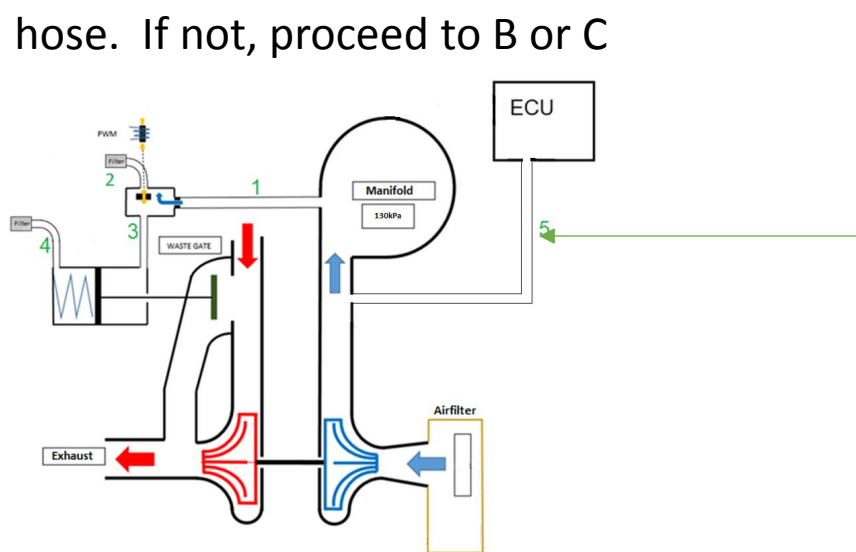 hose. If not, proceed to B or C
ECU
PWM
Filter
2
1
Manifold
130kPa
Filter
3
4
WASTE GATE
5
Airfilter
Exhaust